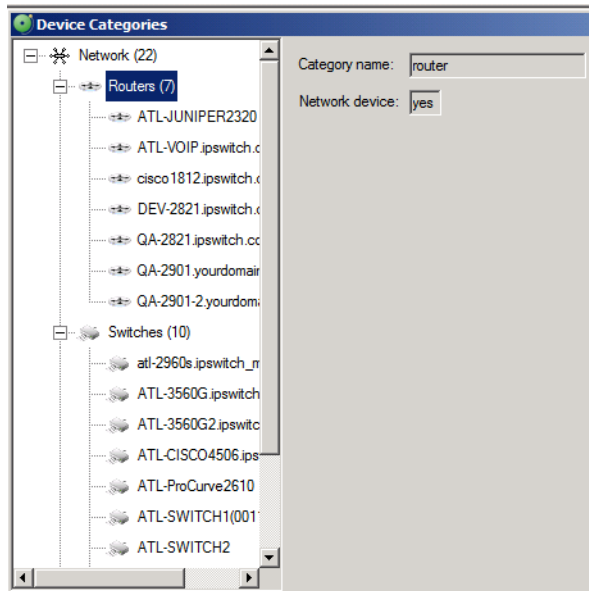 Device Categories
Network (22)
Routers (7)
ATL-JUNIPER2320
ATL-VOIP.ipswitch.c
cisco1812.ipswitch.c
DEV-2821.ipswitch.c
QA-2821.ipswitch.cc
QA-2901.yourdomair
QA-2901-2.yourdoma
Switches (10)
atl-2960s.ipswitch_m
ATL-3560G.ipswitch
ATL-3560G2.ipswitc
ATL-CISCO4506.ips
ATL-ProCurve2610
ATL-SWITCH1(001
ATL-SWITCH2
Category name: router
Network device: yes